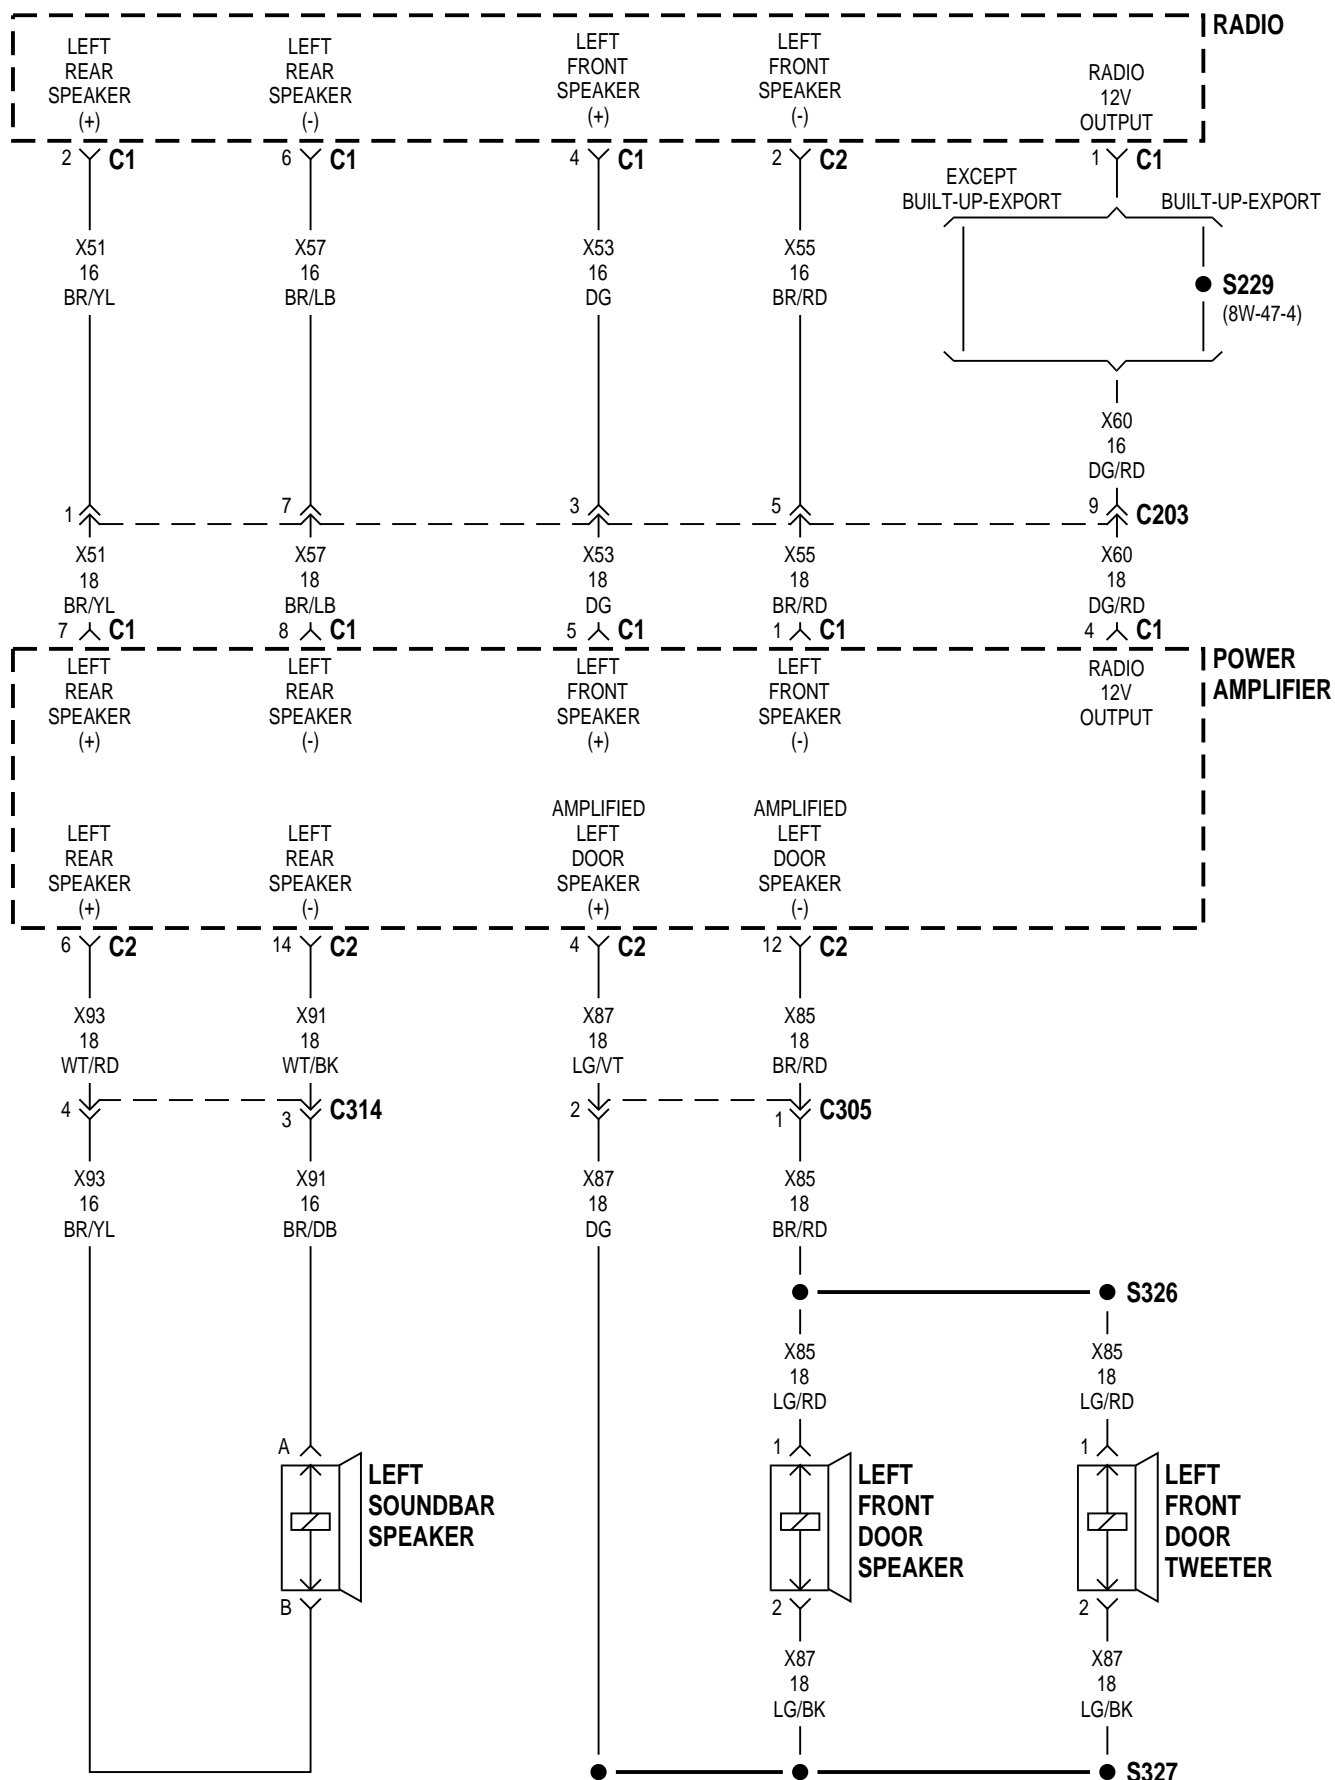 RADIO
LEFT
REAR
SPEAKER
(+)
LEFT
REAR
SPEAKER
(-)
LEFT
FRONT
SPEAKER
(+)
LEFT
FRONT
SPEAKER
(-)
RADIO
12V
OUTPUT
2 C1
6 C1
4 C1
2 C2
1 C1
EXCEPT
BUILT-UP-EXPORT
BUILT-UP-EXPORT
X51
16
BR/YL
X57
16
BR/LB
X53
16
DG
X55
16
BR/RD
S229
(8W-47-4)
X60
16
DG/RD
1
7
3
5
9
C203
X51
18
BR/YL
X57
18
BR/LB
X53
18
DG
X55
18
BR/RD
X60
18
DG/RD
7 C1
8 C1
5 C1
1 C1
4 C1
POWER
AMPLIFIER
LEFT
REAR
SPEAKER
(+)
LEFT
REAR
SPEAKER
(-)
LEFT
FRONT
SPEAKER
(+)
LEFT
FRONT
SPEAKER
(-)
RADIO
12V
OUTPUT
LEFT
REAR
SPEAKER
(+)
LEFT
REAR
SPEAKER
(-)
AMPLIFIED
LEFT
DOOR
SPEAKER
(+)
AMPLIFIED
LEFT
DOOR
SPEAKER
(-)
6 C2
14 C2
4 C2
12 C2
X93
18
WT/RD
X91
18
WT/BK
X87
18
LG/VT
X85
18
BR/RD
4
3
C314
2
1
C305
X93
16
BR/YL
X91
16
BR/DB
X87
18
DG
X85
18
BR/RD
S326
X85
18
LG/RD
X85
18
LG/RD
A
1
1
LEFT
SOUNDBAR
SPEAKER
LEFT
FRONT
DOOR
SPEAKER
LEFT
FRONT
DOOR
TWEETER
B
2
2
X87
18
LG/BK
X87
18
LG/BK
S327